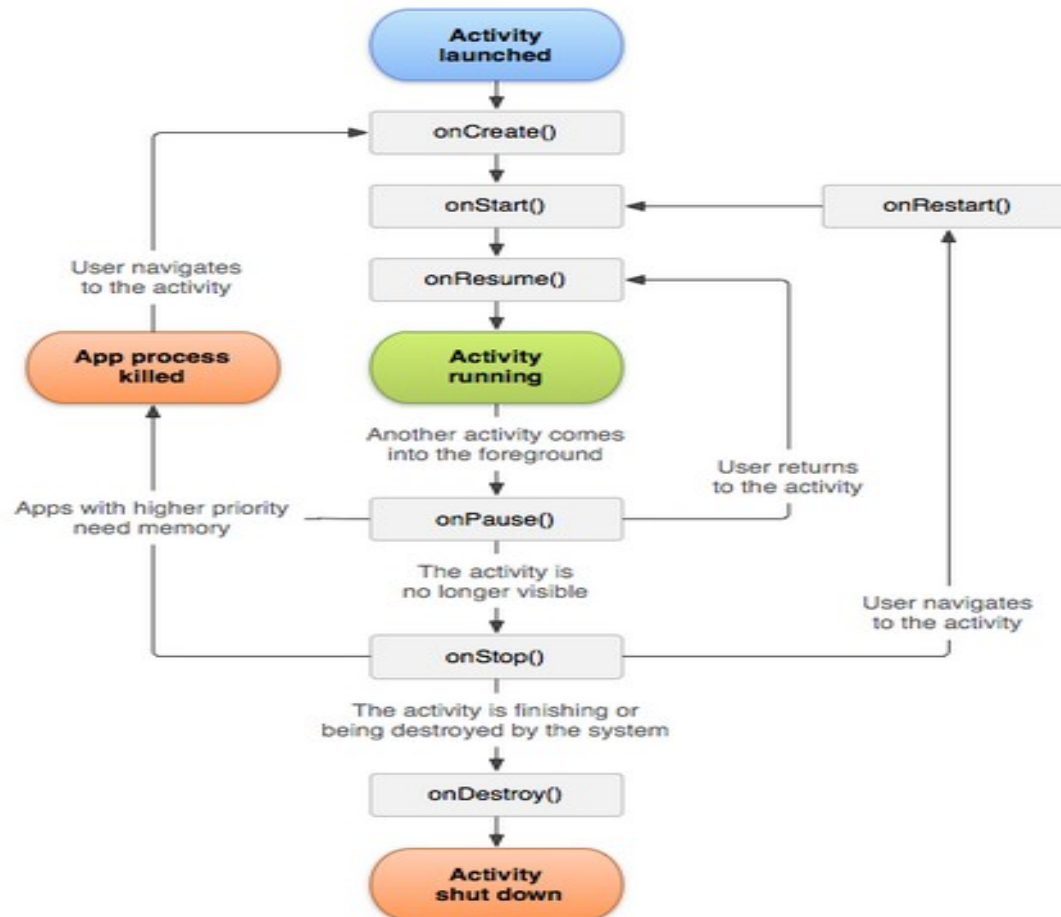 Activity
launched
onCreate()
onStart()
onRestart()
User navigates
to the activity
onResume()
App process
killed
Activity
running
Another activity comes
into the foreground
User returns
to the activity
Apps with higher priority
need memory
onPause()
The activity is
no longer visible
User navigates
to the activity
onStop()
The activity is finishing or
being destroyed by the system
onDestroy()
Activity
shut down